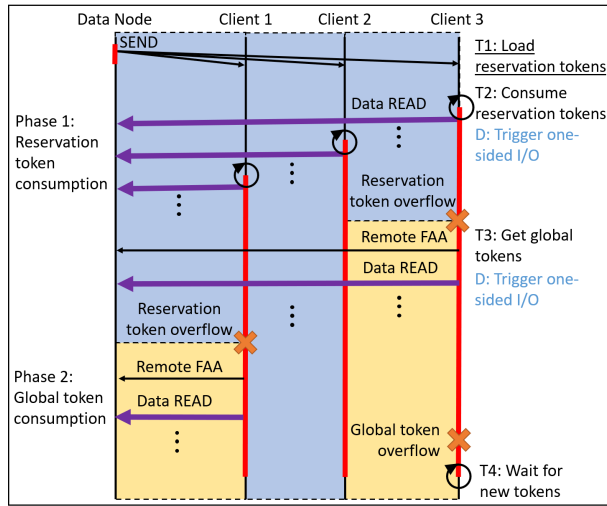 Data Node
Client 1
Client 2
Client 3
SEND
T1: Load
reservation tokens
T2: Consume
reservation tokens
D: Trigger one-
sided I/O
Data READ
Phase 1:
Reservation
token
consumption
Reservation
token overflow
T3: Get global
tokens
Remote FAA
D: Trigger one-
sided I/O
Data READ
Reservation
token overflow
Phase 2:
Global token
consumption
Remote FAA
Data READ
Global token
overflow
T4: Wait for
new tokens